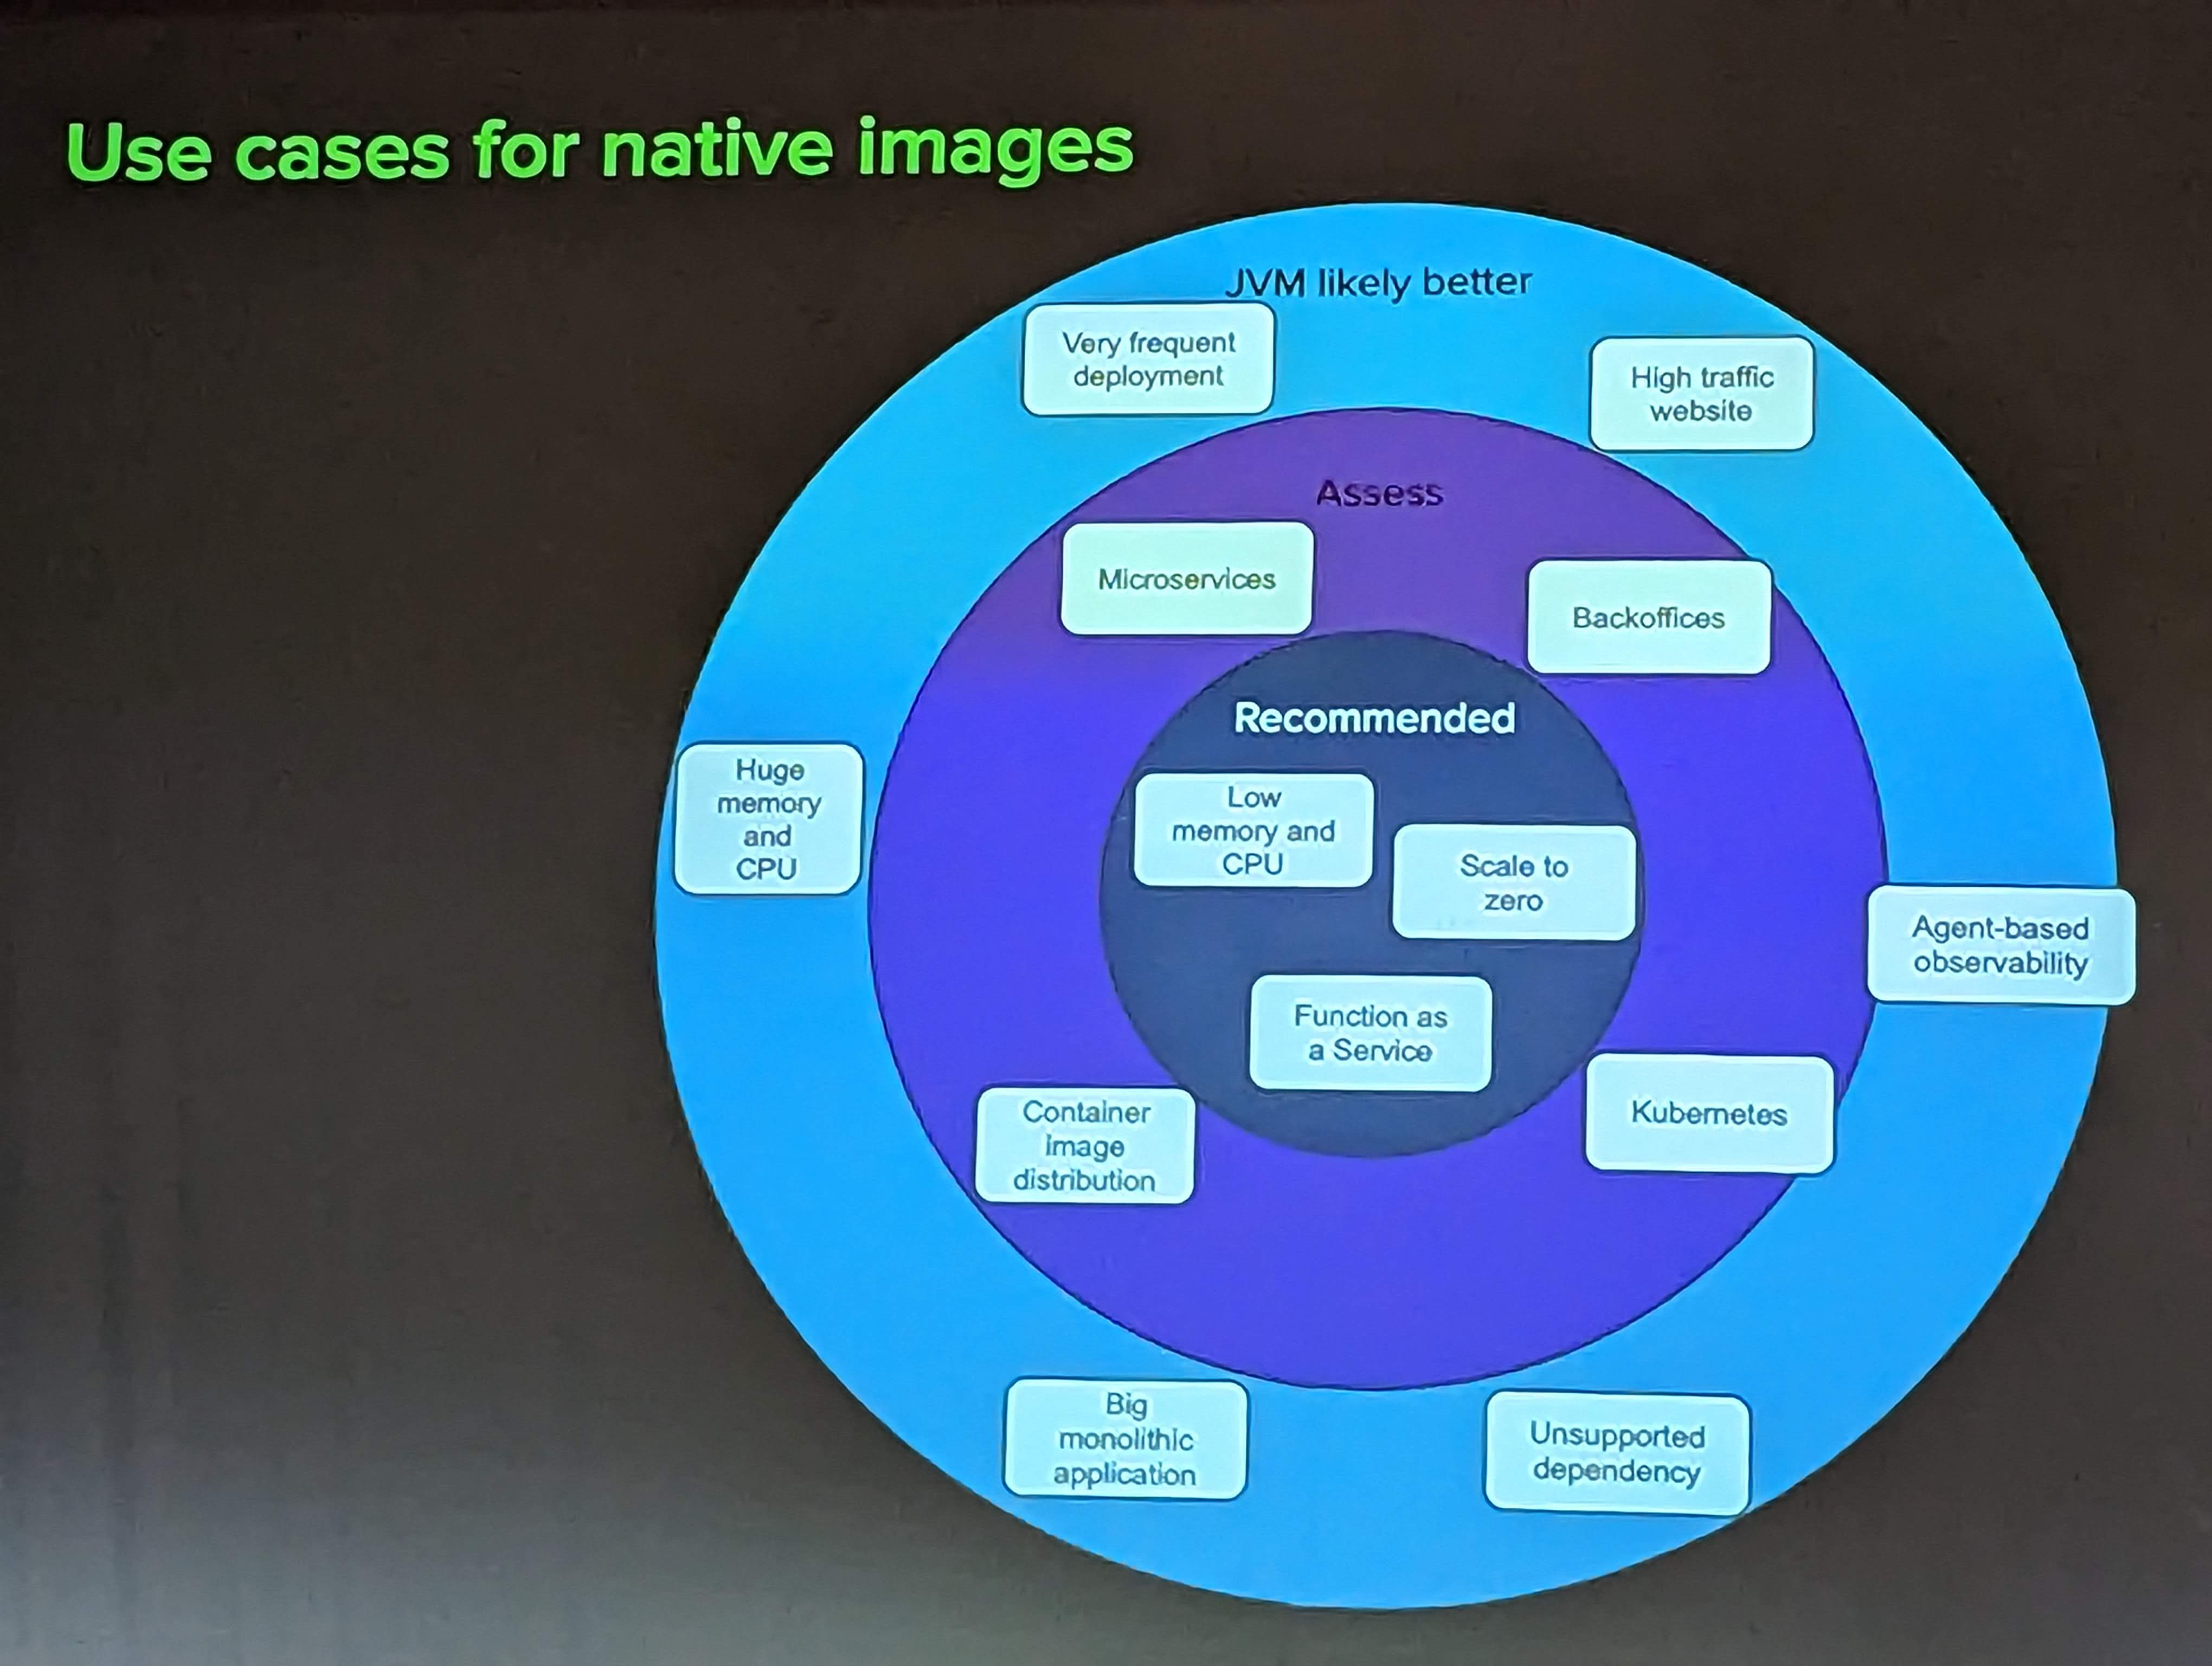 Use cases for native images
JVM likely better
Very frequent
deployment
High traffic
website
Assess
Microservices
Backoffices
Recommended
Huge
memory
and
CPU
Low
memory and
CPU
Scale to
zero
Agent-based
observability
Function as
a Service
Container
image
distribution
Kubernetes
Big
monolithic
application
Unsupported
dependency